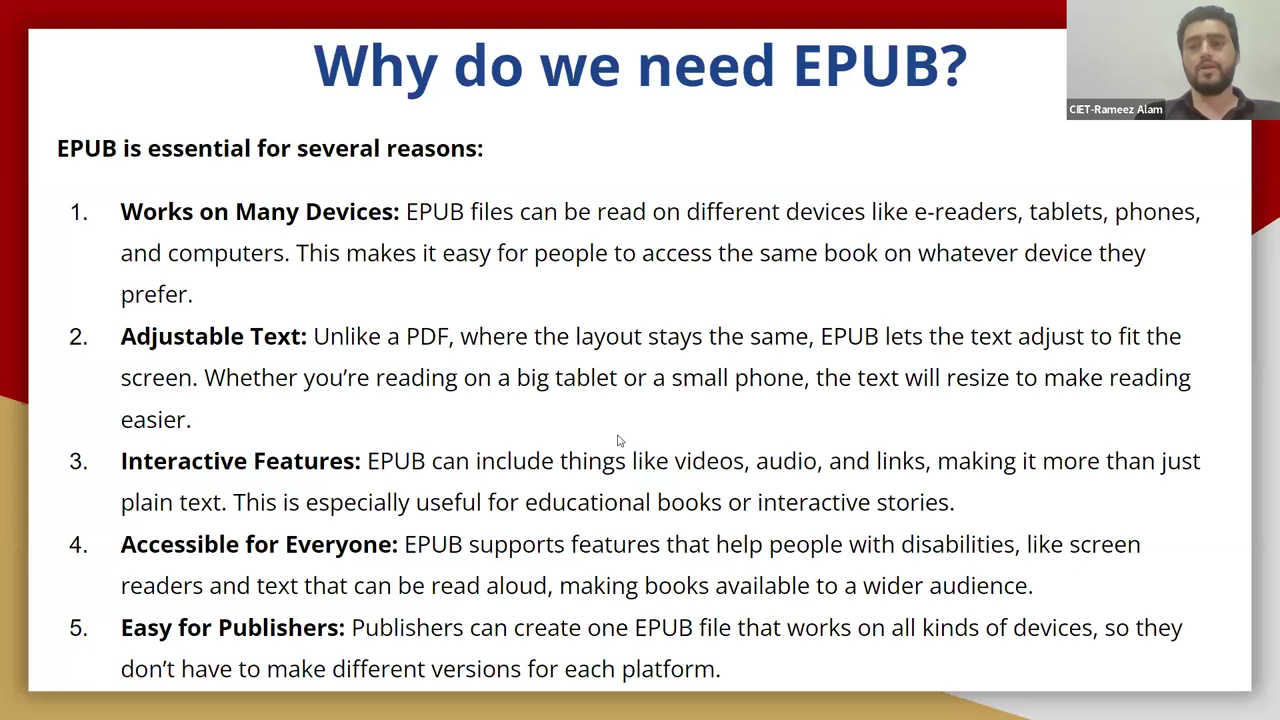 Why do we need EPUB?
CIET-Rameez Alam
EPUB is essential for several reasons:
1. Works on Many Devices: EPUB files can be read on different devices like e-readers, tablets, phones,
and computers. This makes it easy for people to access the same book on whatever device they
prefer.
2. Adjustable Text: Unlike a PDF, where the layout stays the same, EPUB lets the text adjust to fit the
screen. Whether you’re reading on a big tablet or a small phone, the text will resize to make reading
easier.
3. Interactive Features: EPUB can include things like videos, audio, and links, making it more than just
plain text. This is especially useful for educational books or interactive stories.
4. Accessible for Everyone: EPUB supports features that help people with disabilities, like screen
readers and text that can be read aloud, making books available to a wider audience.
5. Easy for Publishers: Publishers can create one EPUB file that works on all kinds of devices, so they
don’t have to make different versions for each platform.